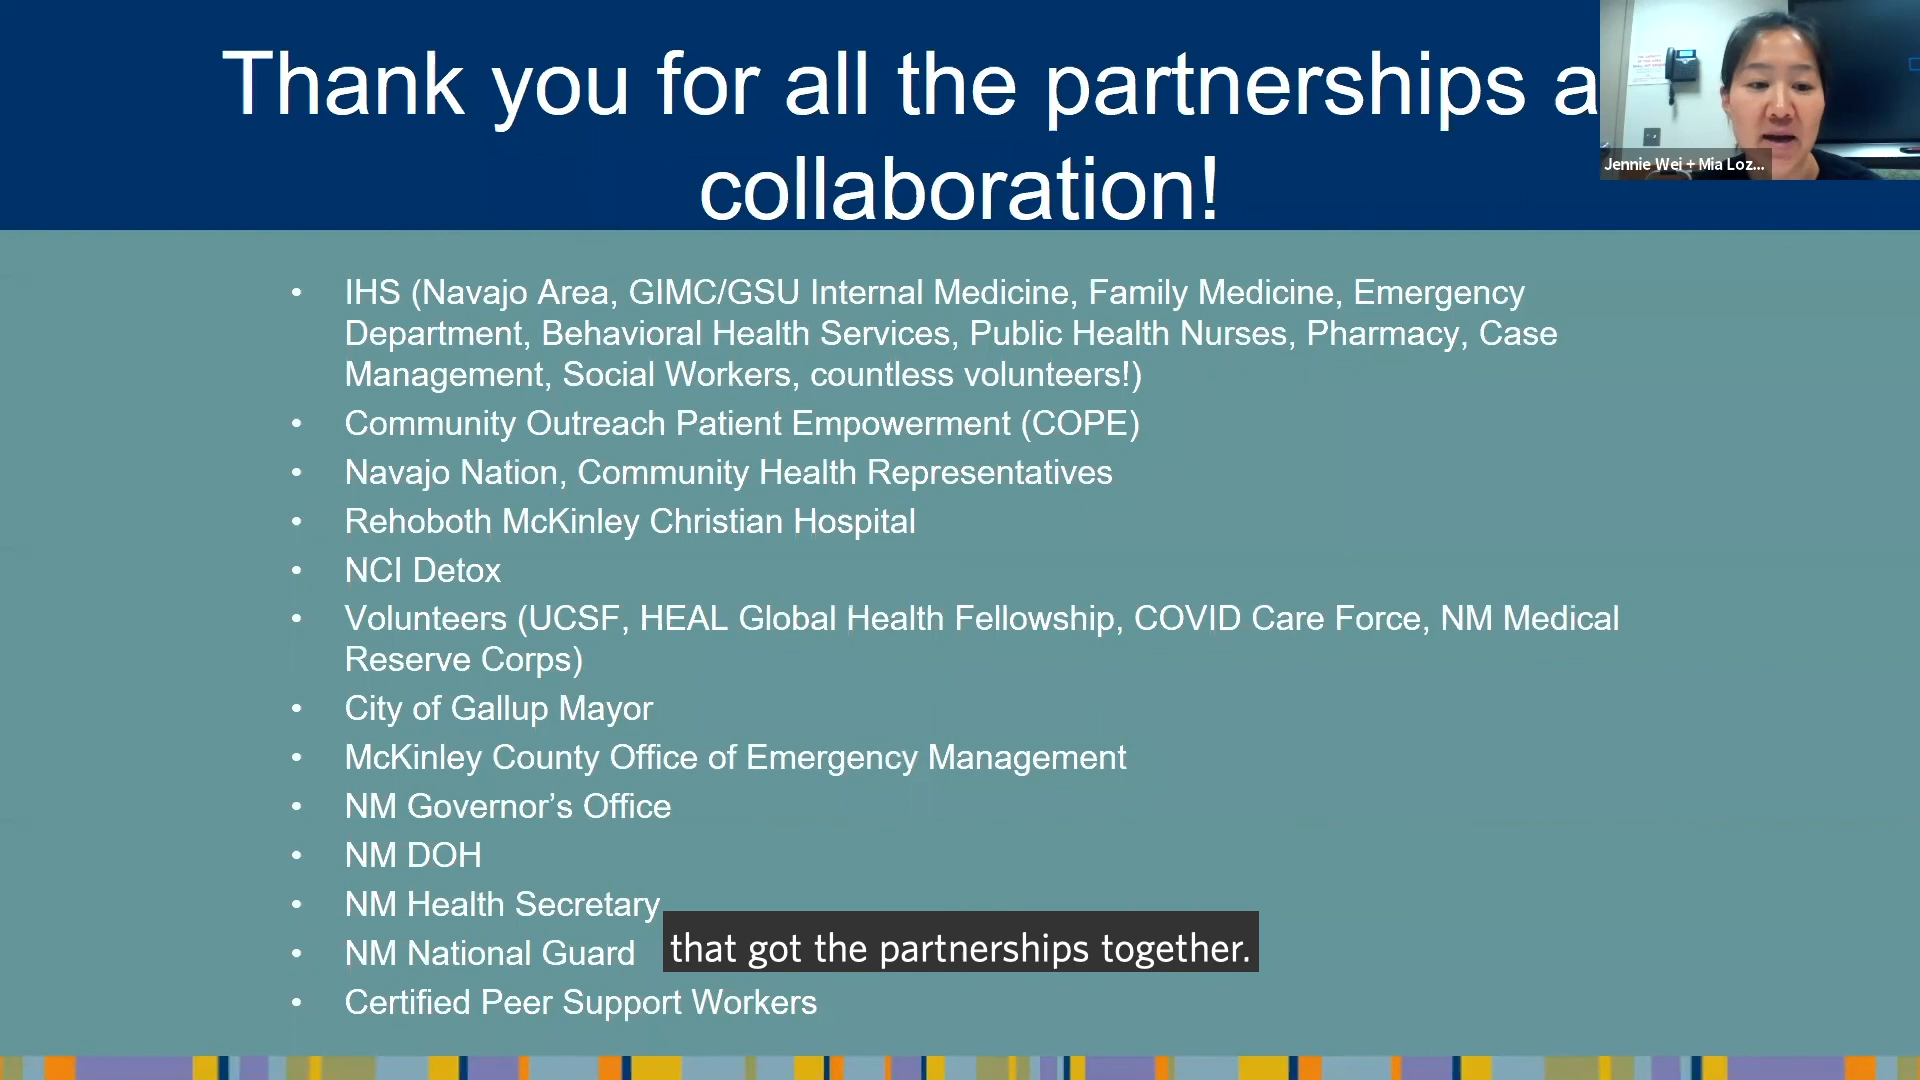 Thank you for all the partnerships a
collaboration!
Jennie Wei + Mia Loz...
• IHS (Navajo Area, GIMC/GSU Internal Medicine, Family Medicine, Emergency
Department, Behavioral Health Services, Public Health Nurses, Pharmacy, Case
Management, Social Workers, countless volunteers!)
• Community Outreach Patient Empowerment (COPE)
• Navajo Nation, Community Health Representatives
• Rehoboth McKinley Christian Hospital
• NCI Detox
• Volunteers (UCSF, HEAL Global Health Fellowship, COVID Care Force, NM Medical
Reserve Corps)
• City of Gallup Mayor
• McKinley County Office of Emergency Management
• NM Governor’s Office
• NM DOH
• NM Health Secretary
• NM National Guard
that got the partnerships together.
• Certified Peer Support Workers